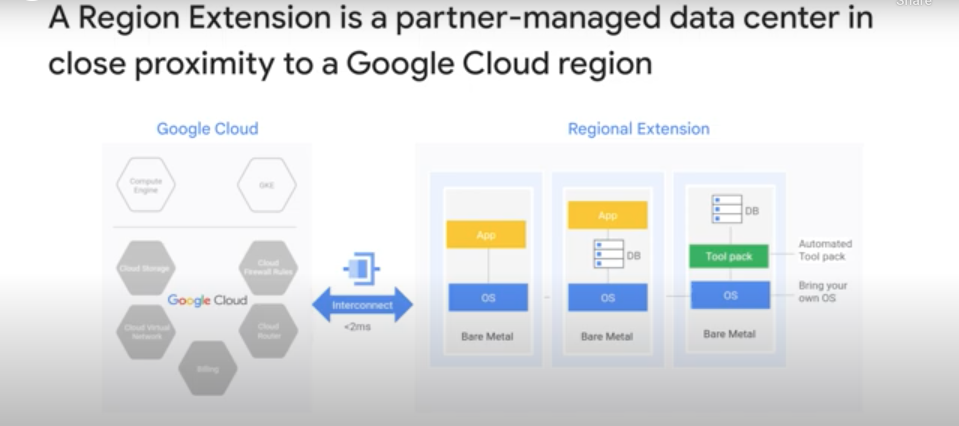 Share
A Region Extension is a partner-managed data center in
close proximity to a Google Cloud region
Google Cloud
Compute
Engine
GKE
Cloud Storage
Cloud
Firewall Rules
Google Cloud
Cloud Virtual
Network
Cloud
Router
Billing
Interconnect
<2ms
Regional Extension
App
OS
Bare Metal
App
DB
OS
Bare Metal
DB
Tool pack
OS
Bare Metal
Automated
Tool pack
Bring your
own OS